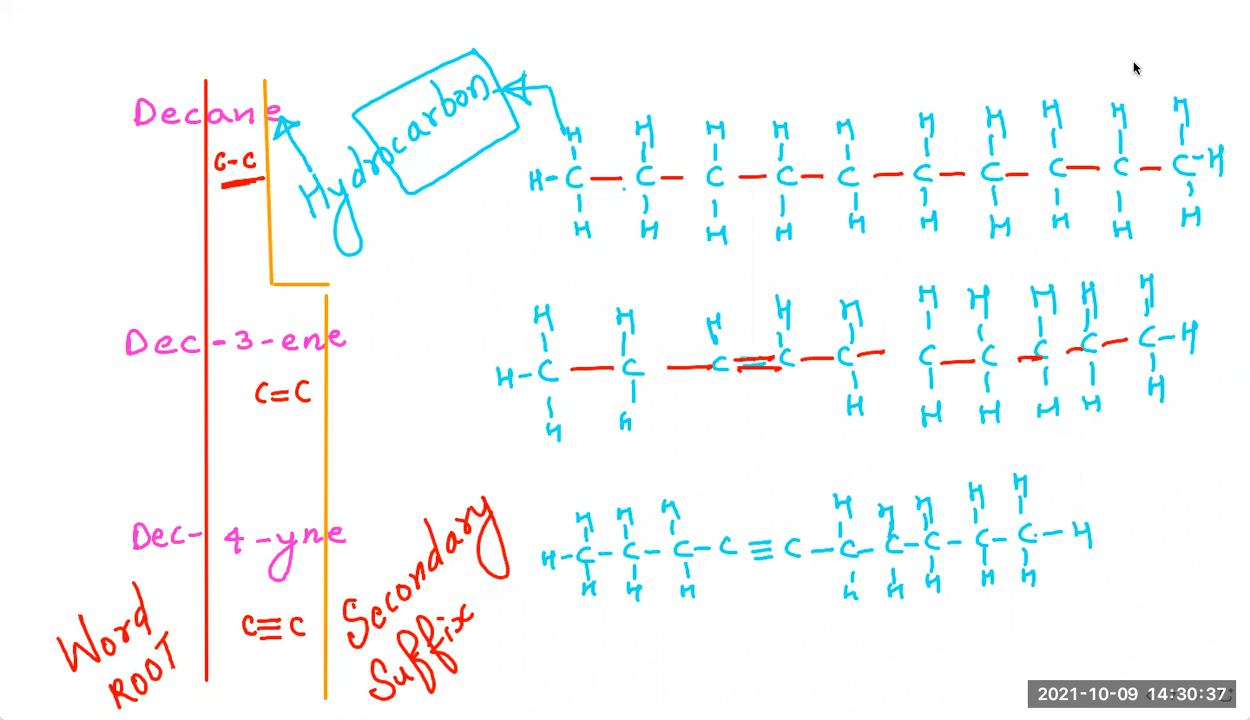 Decane
C-C
Hydrocarbon
H H H H H H H H H H
H-C-C-C-C-C-C-C-C-C-C-H
H H H H H H H H H H
Dec-3-ene
C=C
H H H H H H H H H H
H-C-C-C=C-C-C-C-C-C-C-H
H H H H H H H H
Dec-4-yne
C≡C
H H H H H H H H
H-C-C-C-C≡C-C-C-C-C-C-H
H H H H H H H H
Word
ROOT
Secondary
Suffix
2021-10-09 14:30:37